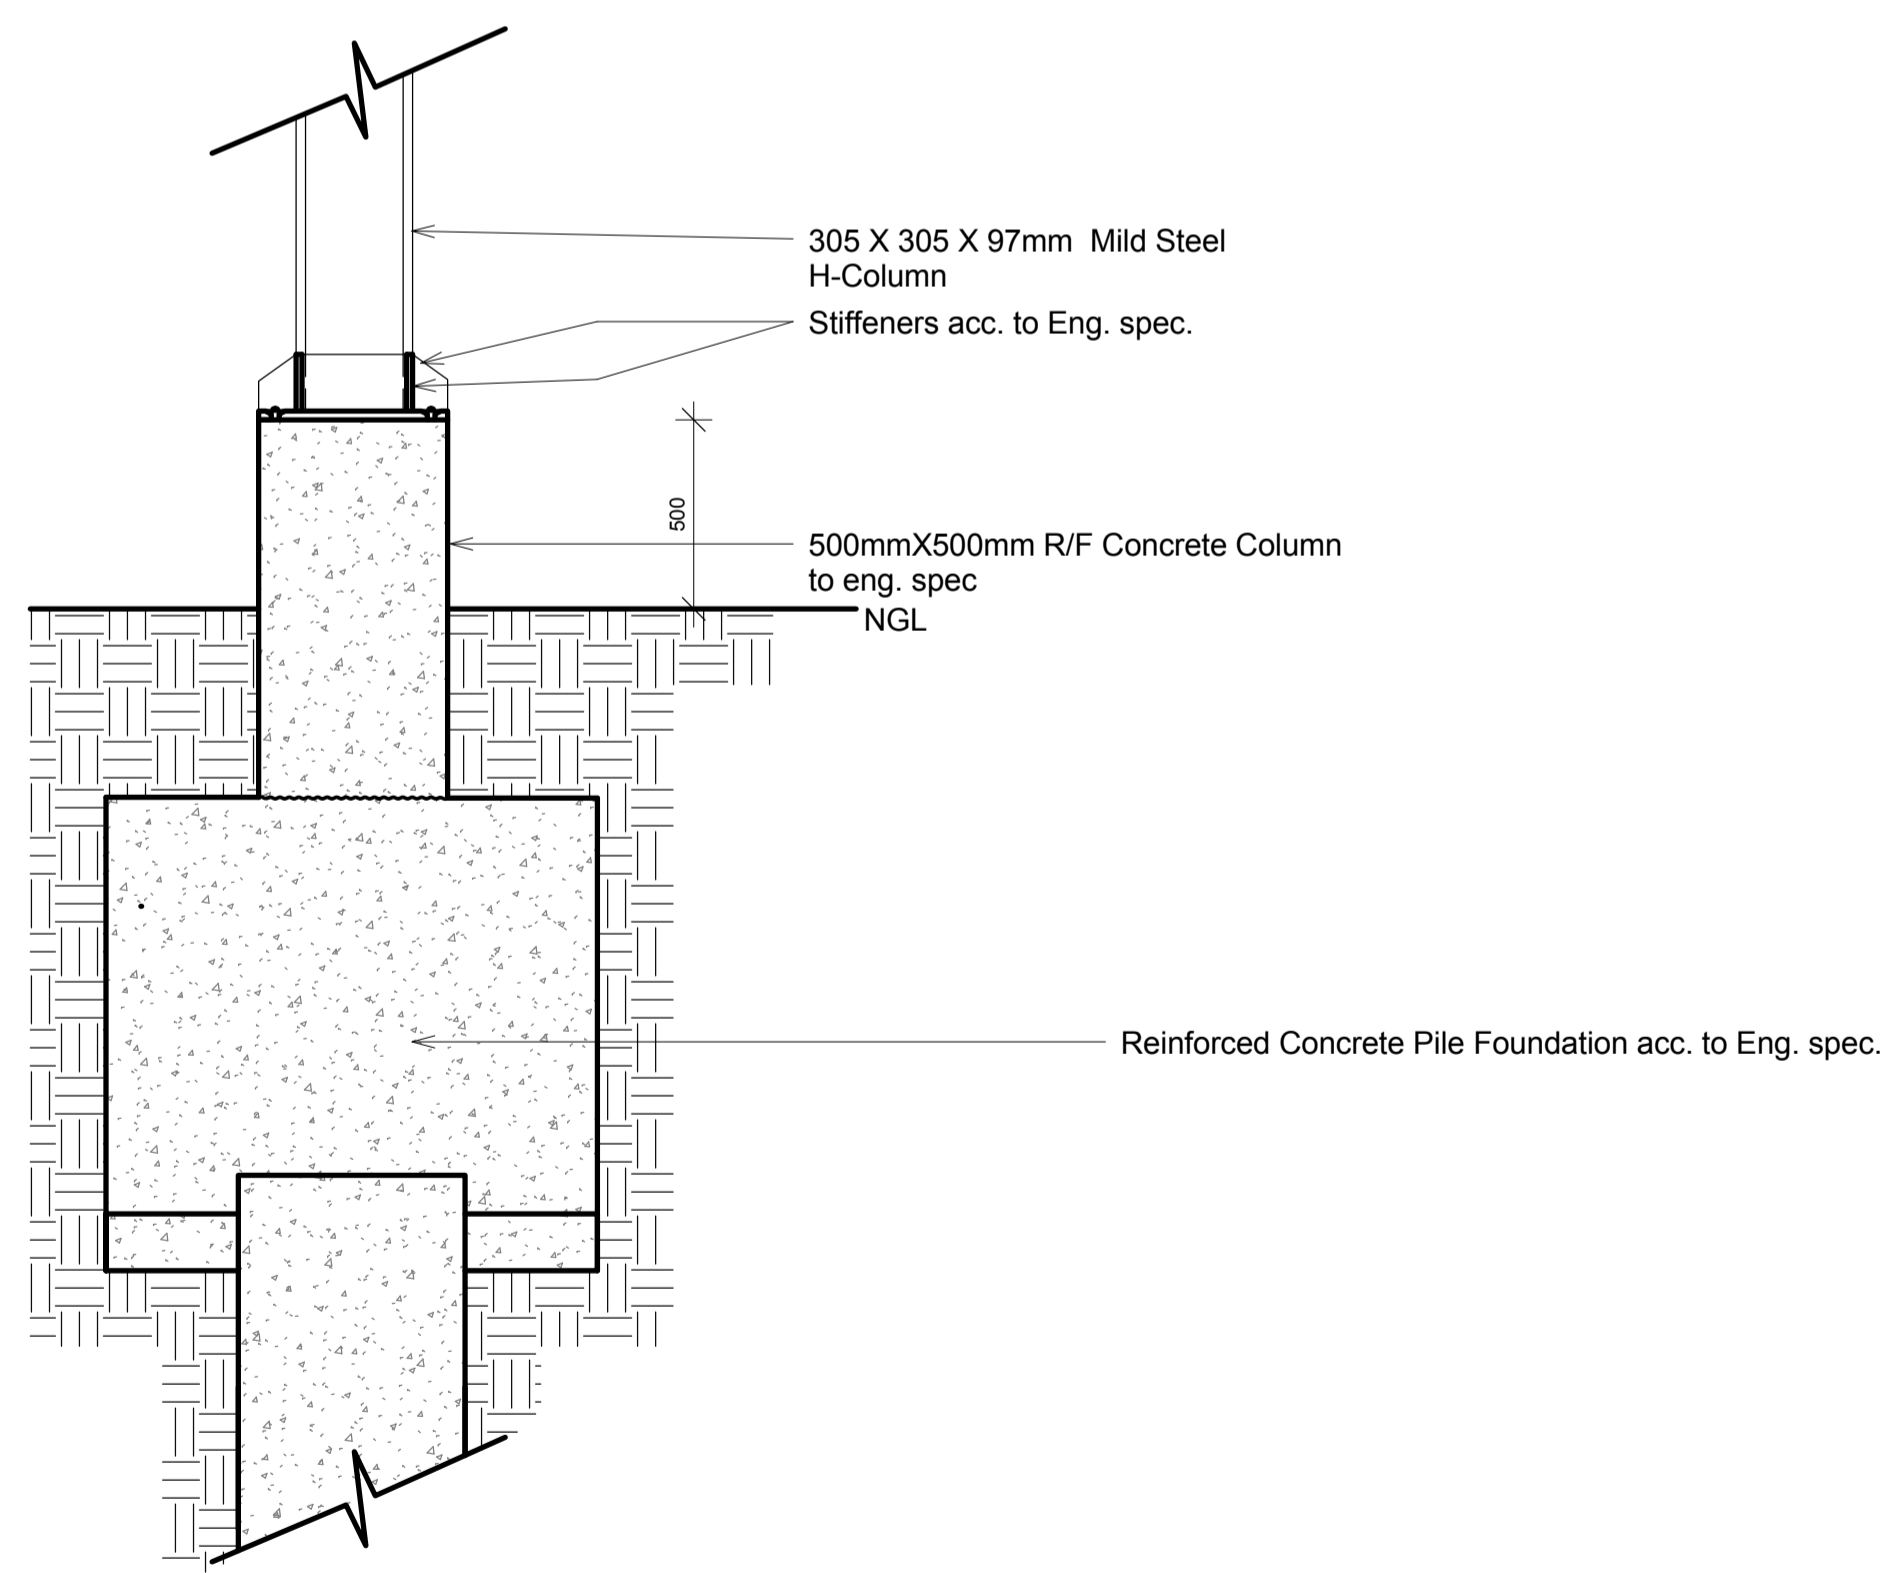 305 X 305 X 97mm  Mild Steel
H-Column
Stiffeners acc. to Eng. spec.
500
500mmX500mm R/F Concrete Column
to eng. spec
NGL
Reinforced Concrete Pile Foundation acc. to Eng. spec.